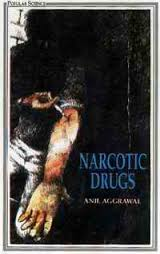 POPULAR SCIENCE
NARCOTIC
DRUGS
ANIL AGGRAWAL